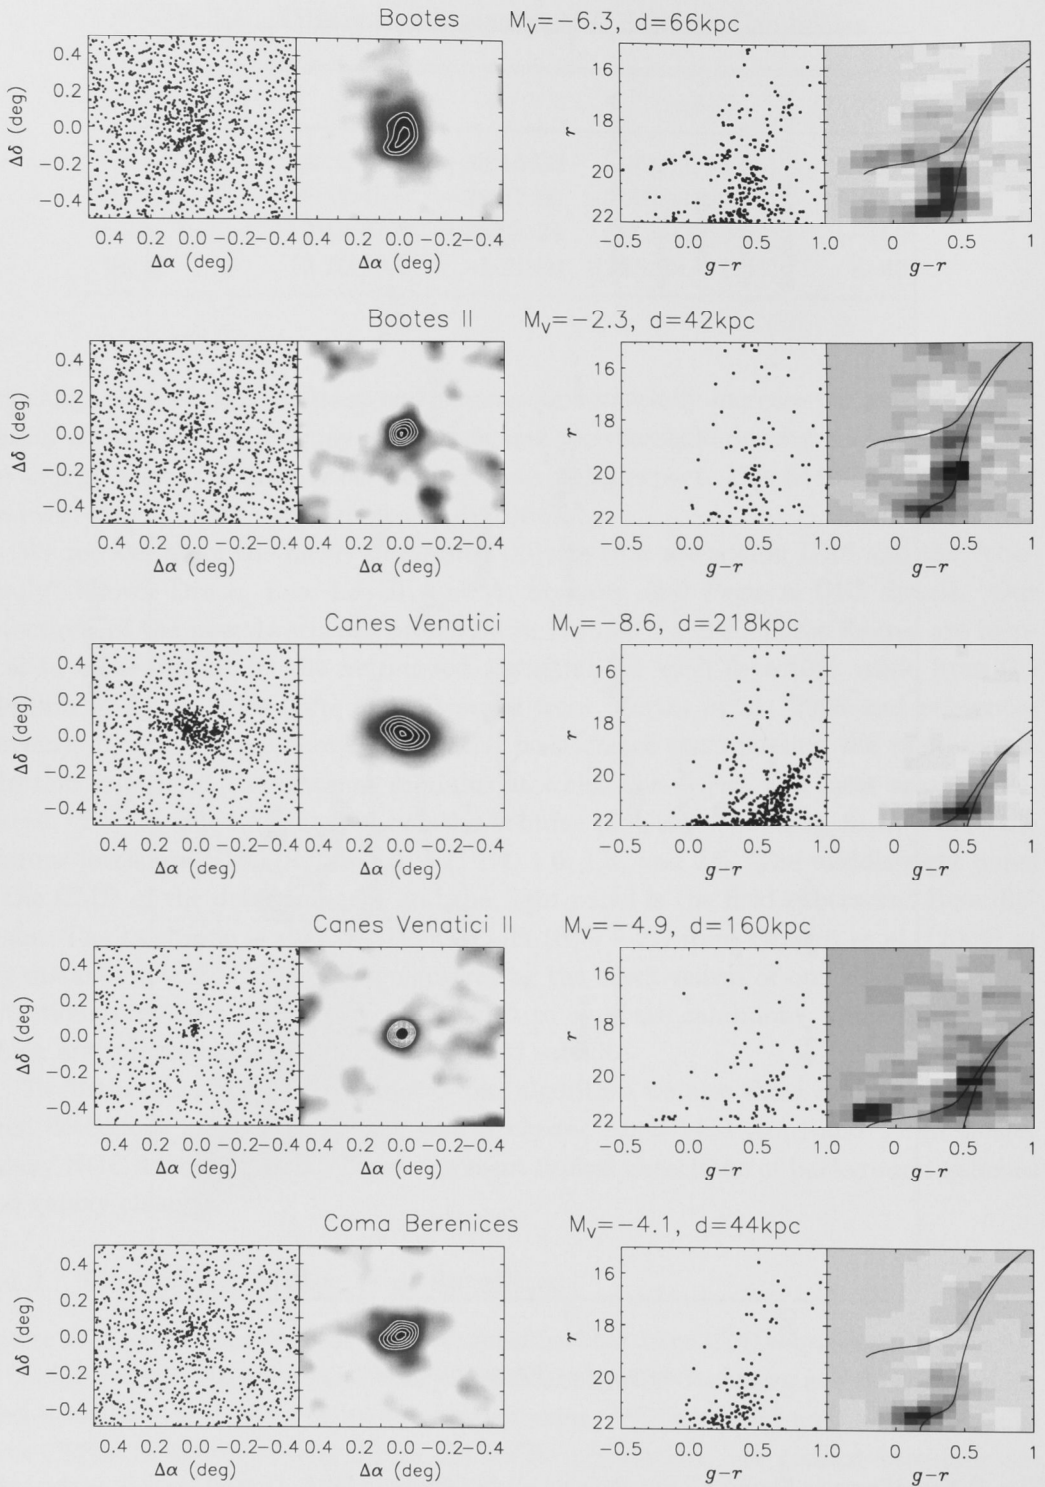 Bootes M_V=−6.3, d=66kpc
0.4
0.2
0.0
−0.2
−0.4
Δδ (deg)
0.4 0.2 0.0 −0.2−0.4 0.4 0.2 0.0 −0.2−0.4
Δα (deg) Δα (deg)
16
18
20
22
r
−0.5 0.0 0.5 1.0 0 0.5 1
g−r g−r
Bootes II M_V=−2.3, d=42kpc
0.4
0.2
0.0
−0.2
−0.4
Δδ (deg)
0.4 0.2 0.0 −0.2−0.4 0.4 0.2 0.0 −0.2−0.4
Δα (deg) Δα (deg)
16
18
20
22
r
−0.5 0.0 0.5 1.0 0 0.5 1
g−r g−r
Canes Venatici M_V=−8.6, d=218kpc
0.4
0.2
0.0
−0.2
−0.4
Δδ (deg)
0.4 0.2 0.0 −0.2−0.4 0.4 0.2 0.0 −0.2−0.4
Δα (deg) Δα (deg)
16
18
20
22
r
−0.5 0.0 0.5 1.0 0 0.5 1
g−r g−r
Canes Venatici II M_V=−4.9, d=160kpc
0.4
0.2
0.0
−0.2
−0.4
Δδ (deg)
0.4 0.2 0.0 −0.2−0.4 0.4 0.2 0.0 −0.2−0.4
Δα (deg) Δα (deg)
16
18
20
22
r
−0.5 0.0 0.5 1.0 0 0.5 1
g−r g−r
Coma Berenices M_V=−4.1, d=44kpc
0.4
0.2
0.0
−0.2
−0.4
Δδ (deg)
0.4 0.2 0.0 −0.2−0.4 0.4 0.2 0.0 −0.2−0.4
Δα (deg) Δα (deg)
16
18
20
22
r
−0.5 0.0 0.5 1.0 0 0.5 1
g−r g−r